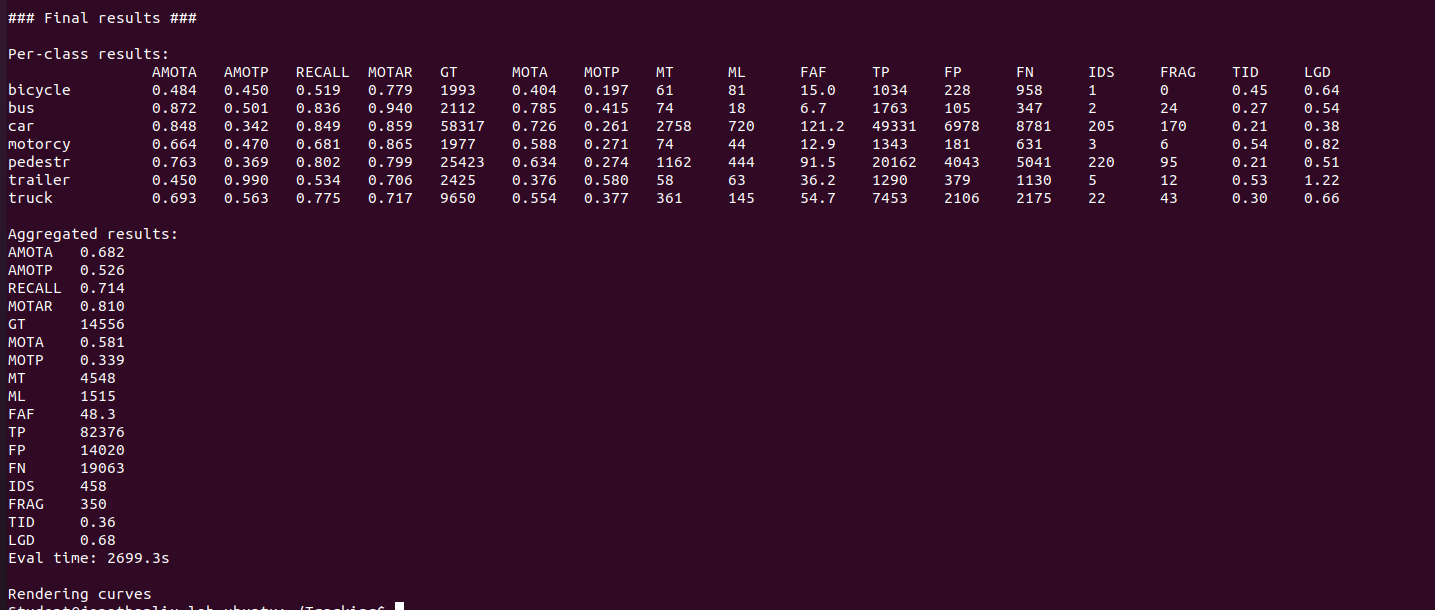 ### Final results ###
Per-class results:
AMOTA AMOTP RECALL MOTAR GT MOTA MOTP MT ML FAF TP FP FN IDS FRAG TID LGD
bicycle 0.484 0.450 0.519 0.779 1993 0.404 0.197 61 81 15.0 1034 228 958 1 0 0.45 0.64
bus 0.872 0.501 0.836 0.940 2112 0.785 0.415 74 18 6.7 1763 105 347 2 24 0.27 0.54
car 0.848 0.342 0.849 0.859 58317 0.726 0.261 2758 720 121.2 49331 6978 8781 205 170 0.21 0.38
motorcy 0.664 0.470 0.681 0.865 1977 0.588 0.271 74 44 12.9 1343 181 631 3 6 0.54 0.82
pedestr 0.763 0.369 0.802 0.799 25423 0.634 0.274 1162 444 91.5 20162 4043 5041 220 95 0.21 0.51
trailer 0.450 0.990 0.534 0.706 2425 0.376 0.580 58 63 36.2 1290 379 1130 5 12 0.53 1.22
truck 0.693 0.563 0.775 0.717 9650 0.554 0.377 361 145 54.7 7453 2106 2175 22 43 0.30 0.66
Aggregated results:
AMOTA 0.682
AMOTP 0.526
RECALL 0.714
MOTAR 0.810
GT 14556
MOTA 0.581
MOTP 0.339
MT 4548
ML 1515
FAF 48.3
TP 82376
FP 14020
FN 19063
IDS 458
FRAG 350
TID 0.36
LGD 0.68
Eval time: 2699.3s
Rendering curves